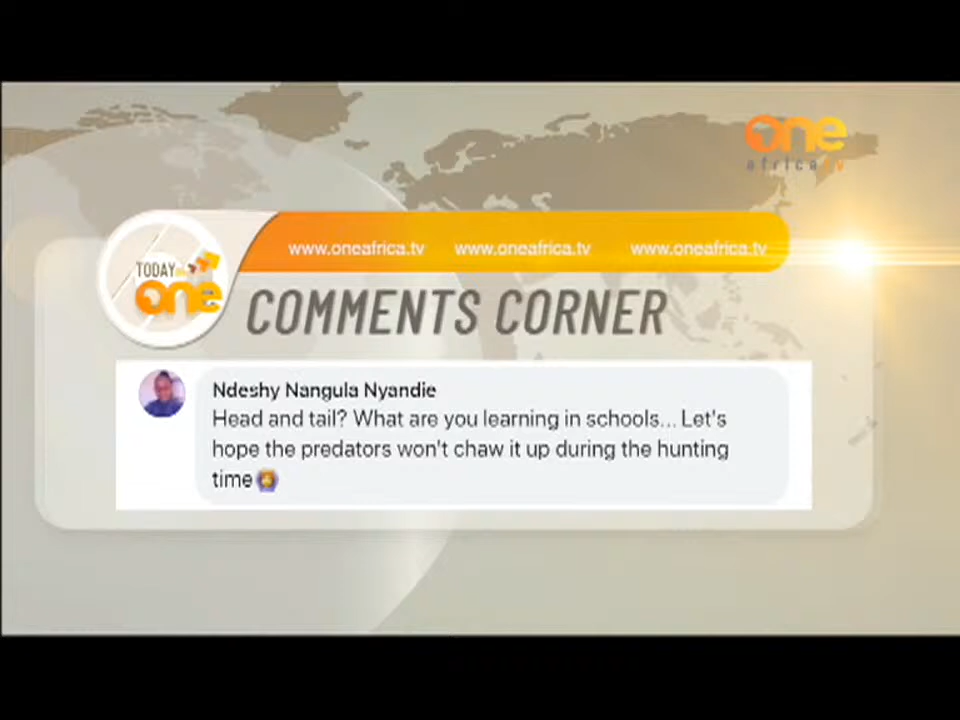 one
africa tv
www.oneafrica.tv www.oneafrica.tv www.oneafrica.tv
TODAY
one
COMMENTS CORNER
Ndeshy Nangula Nyandie
Head and tail? What are you learning in schools... Let's
hope the predators won't chaw it up during the hunting
time🙆